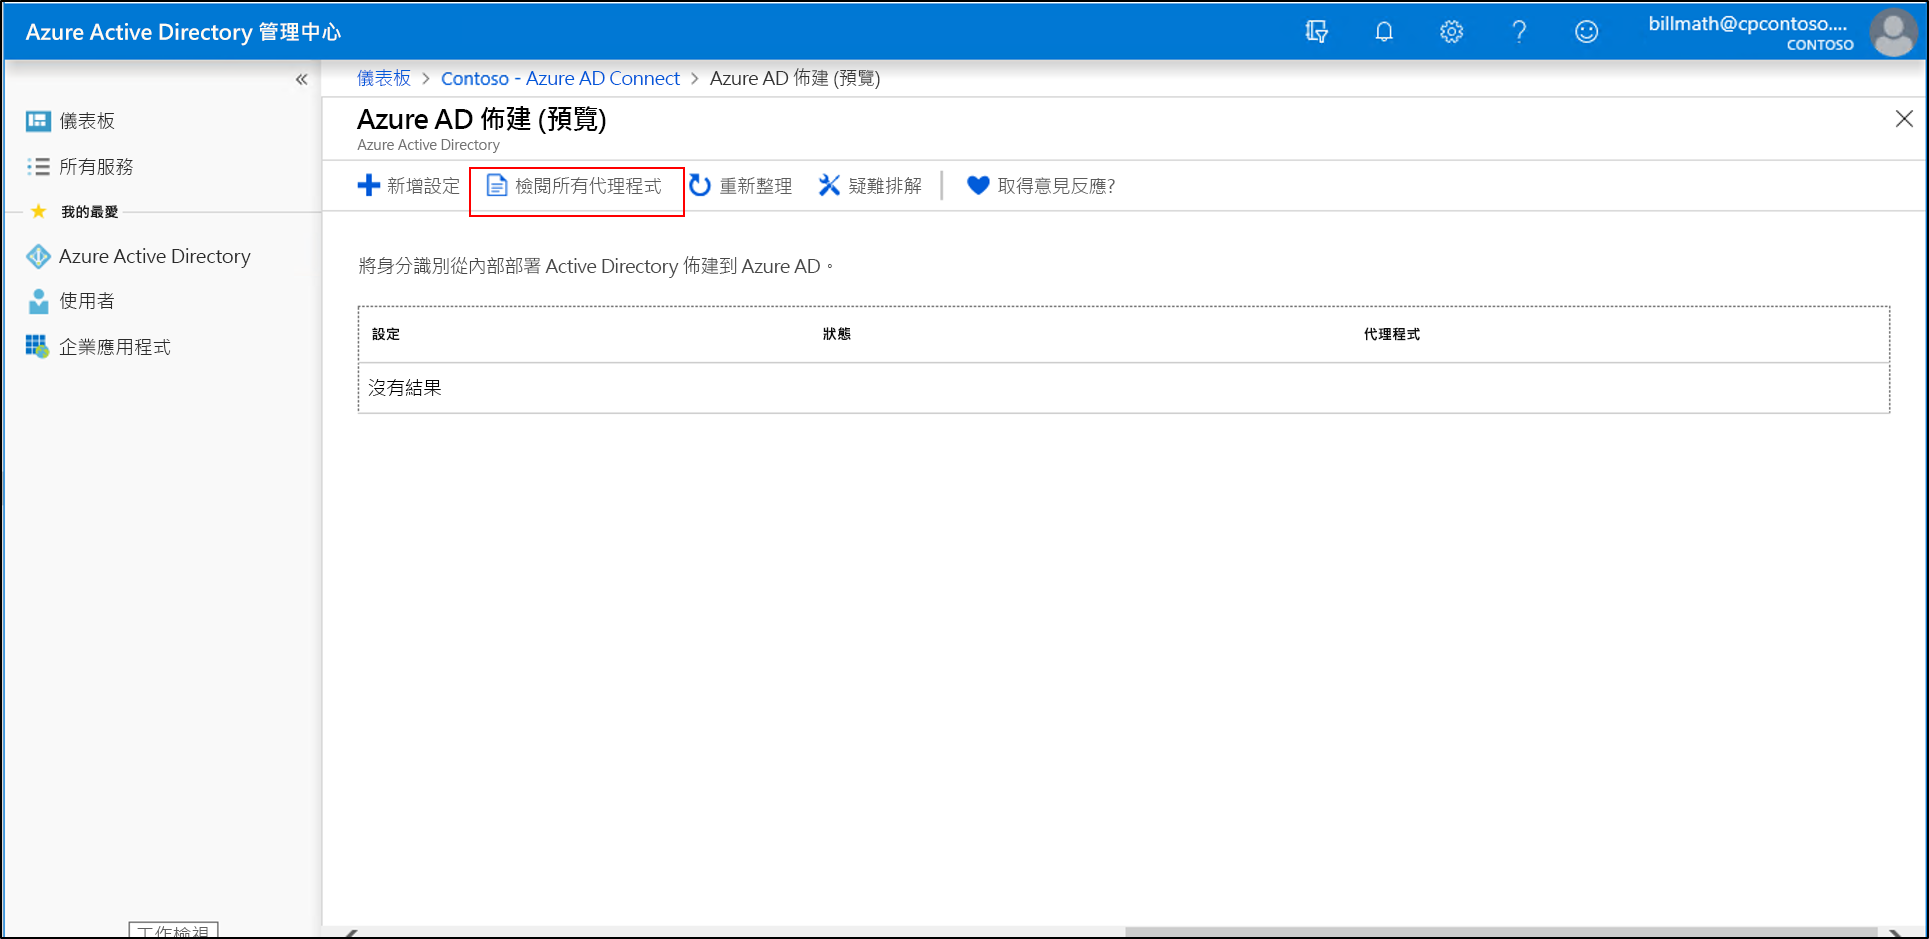 Azure Active Directory 管理中心
billmath@cpcontoso....
CONTOSO
儀表板
所有服務
我的最愛
Azure Active Directory
使用者
企業應用程式
工作檢視
儀表板 > Contoso - Azure AD Connect > Azure AD 佈建 (預覽)
Azure AD 佈建 (預覽)
Azure Active Directory
新增設定 檢閱所有代理程式 重新整理 疑難排解 取得意見反應?
將身分識別從內部部署 Active Directory 佈建到 Azure AD。
設定 狀態 代理程式
沒有結果